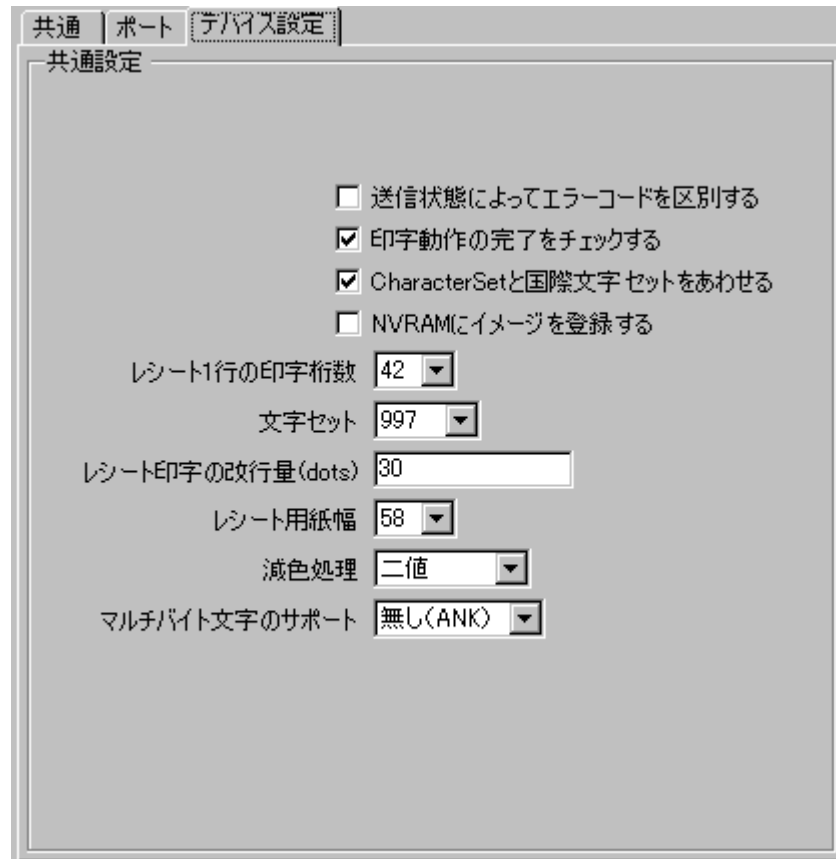 共通 ポート デバイス設定
共通設定
送信状態によってエラーコードを区別する
印字動作の完了をチェックする
CharacterSetと国際文字セットをあわせる
NVRAMにイメージを登録する
レシート1行の印字桁数 42
文字セット 997
レシート印字の改行量(dots) 30
レシート用紙幅 58
減色処理 二値
マルチバイト文字のサポート 無し(ANK)